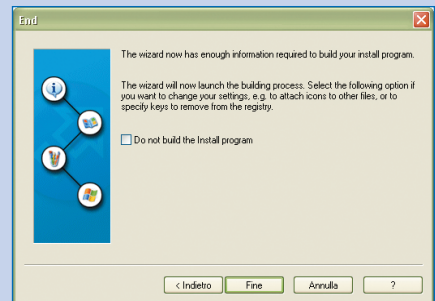 End
The wizard now has enough information required to build your install program.
The wizard will now launch the building process. Select the following option if
you want to change your settings, e.g. to attach icons to other files, or to
specify keys to remove from the registry.
Do not build the Install program
< Indietro Fine Annulla ?